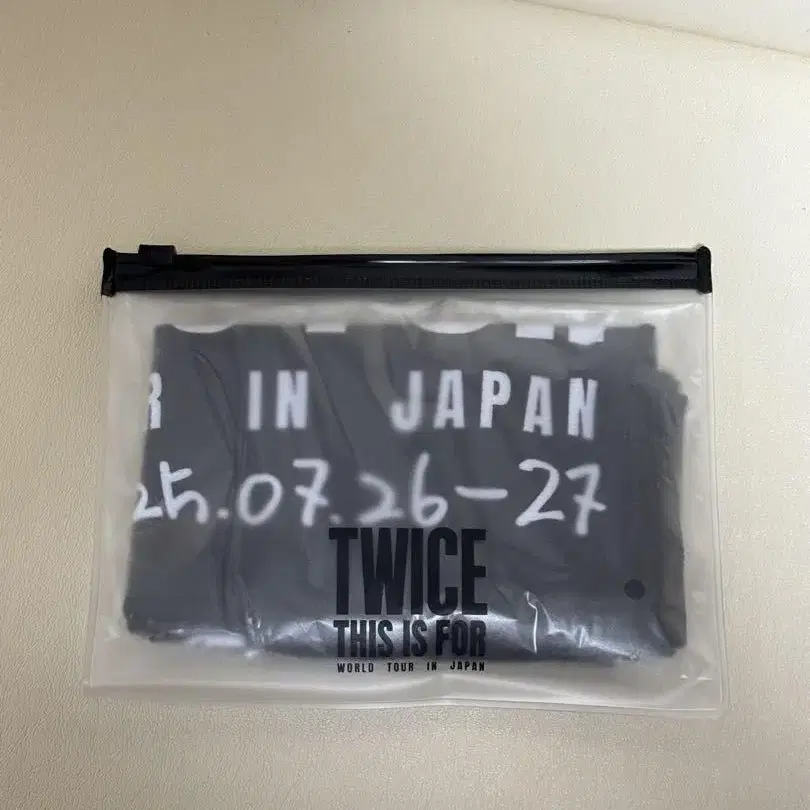 R IN JAPAN
25.07.26-27
TWICE
THIS IS FOR
WORLD TOUR IN JAPAN